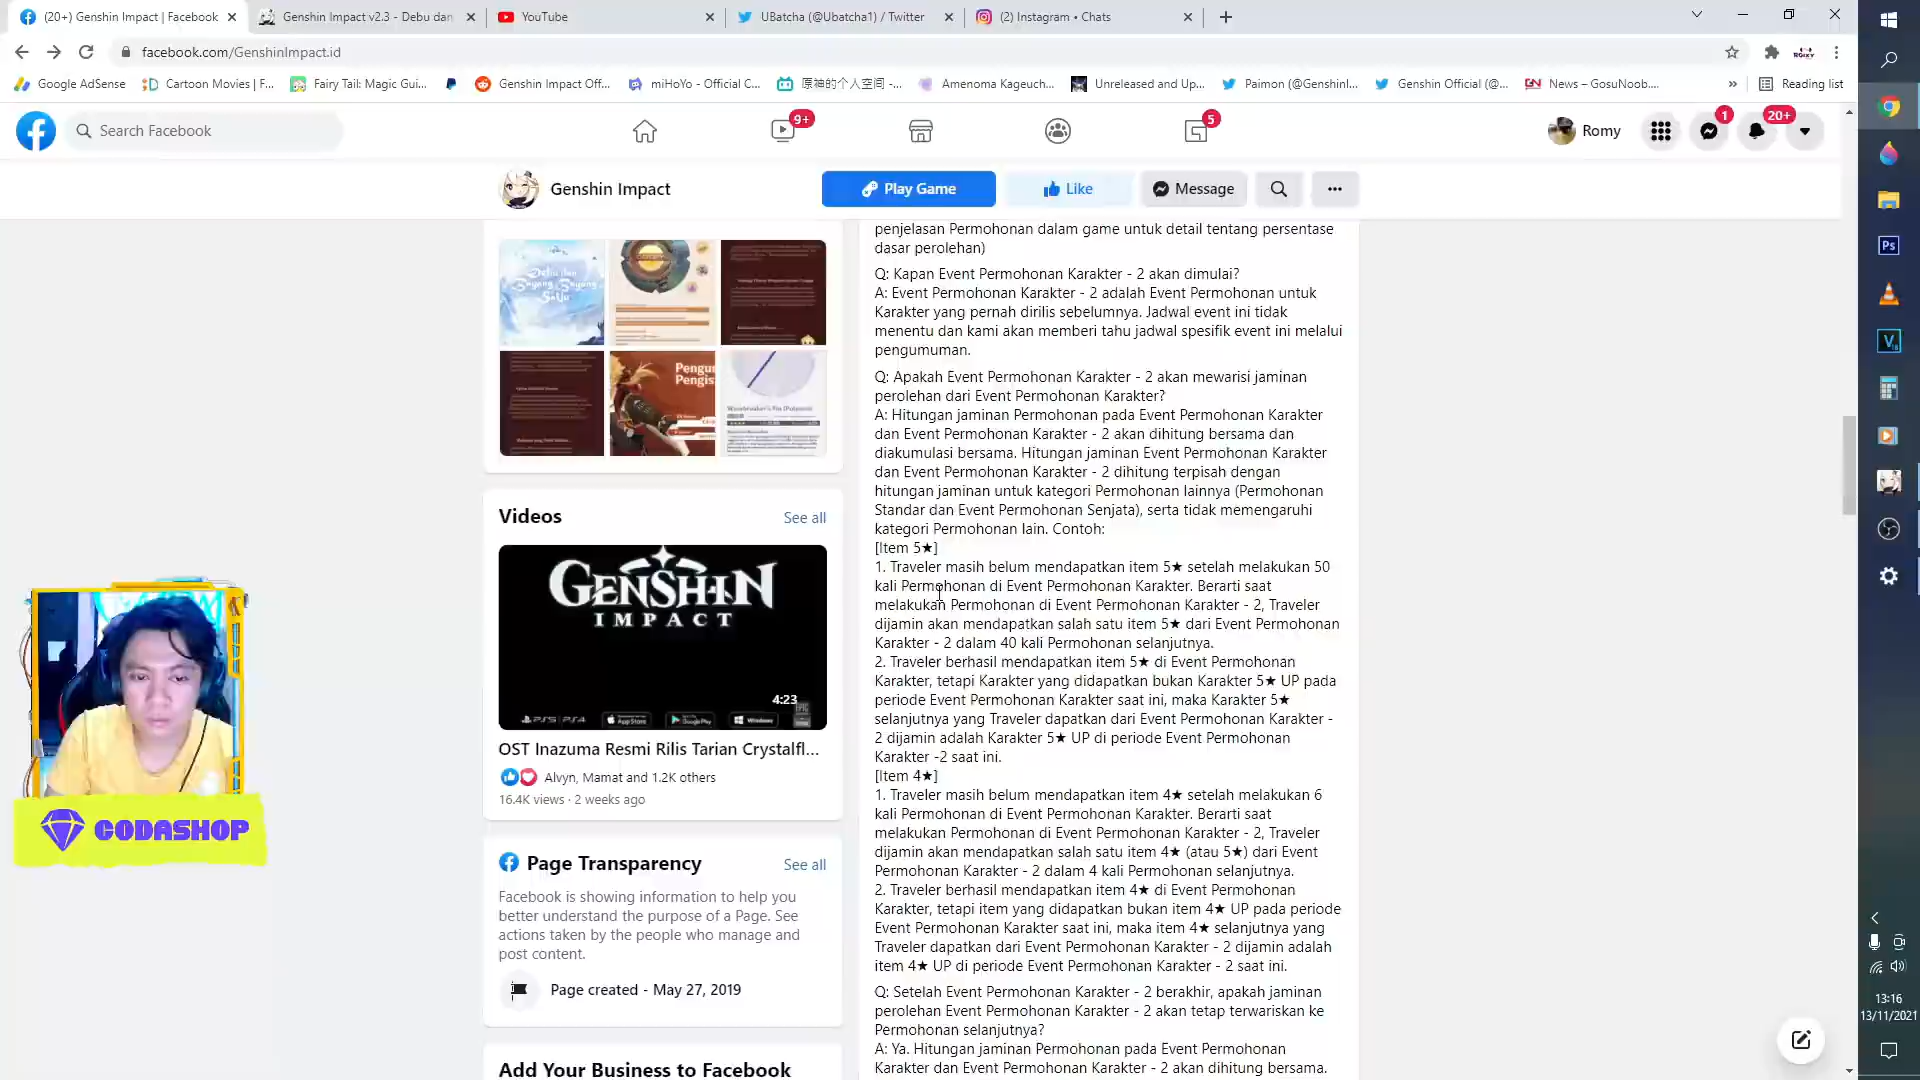 (20+) Genshin Impact | Facebook
Genshin Impact v2.3 - Debu dan
YouTube
UBatcha (@Ubatcha1) / Twitter
(2) Instagram • Chats
facebook.com/GenshinImpact.id
Google AdSense
Cartoon Movies | F...
Fairy Tail: Magic Gui...
Genshin Impact Off...
miHoYo - Official C...
原神的个人空间 -...
Amenoma Kageuch...
Unreleased and Up...
Paimon (@GenshinI...
Genshin Official (@...
News – GosuNoob....
»
Reading list
Search Facebook
9+
5
Romy
1
20+
Genshin Impact
Play Game
Like
Message
penjelasan Permohonan dalam game untuk detail tentang persentase
dasar perolehan)
Q: Kapan Event Permohonan Karakter - 2 akan dimulai?
A: Event Permohonan Karakter - 2 adalah Event Permohonan untuk
Karakter yang pernah dirilis sebelumnya. Jadwal event ini tidak
menentu dan kami akan memberi tahu jadwal spesifik event ini melalui
pengumuman.
Q: Apakah Event Permohonan Karakter - 2 akan mewarisi jaminan
perolehan dari Event Permohonan Karakter?
A: Hitungan jaminan Permohonan pada Event Permohonan Karakter
dan Event Permohonan Karakter - 2 akan dihitung bersama dan
diakumulasi bersama. Hitungan jaminan Event Permohonan Karakter
dan Event Permohonan Karakter - 2 dihitung terpisah dengan
hitungan jaminan untuk kategori Permohonan lainnya (Permohonan
Standar dan Event Permohonan Senjata), serta tidak memengaruhi
kategori Permohonan lain. Contoh:
[Item 5★]
1. Traveler masih belum mendapatkan item 5★ setelah melakukan 50
kali Permohonan di Event Permohonan Karakter. Berarti saat
melakukan Permohonan di Event Permohonan Karakter - 2, Traveler
dijamin akan mendapatkan salah satu item 5★ dari Event Permohonan
Karakter - 2 dalam 40 kali Permohonan selanjutnya.
2. Traveler berhasil mendapatkan item 5★ di Event Permohonan
Karakter, tetapi Karakter yang didapatkan bukan Karakter 5★ UP pada
periode Event Permohonan Karakter saat ini, maka Karakter 5★
selanjutnya yang Traveler dapatkan dari Event Permohonan Karakter -
2 dijamin adalah Karakter 5★ UP di periode Event Permohonan
Karakter -2 saat ini.
[Item 4★]
1. Traveler masih belum mendapatkan item 4★ setelah melakukan 6
kali Permohonan di Event Permohonan Karakter. Berarti saat
melakukan Permohonan di Event Permohonan Karakter - 2, Traveler
dijamin akan mendapatkan salah satu item 4★ (atau 5★) dari Event
Permohonan Karakter - 2 dalam 4 kali Permohonan selanjutnya.
2. Traveler berhasil mendapatkan item 4★ di Event Permohonan
Karakter, tetapi item yang didapatkan bukan item 4★ UP pada periode
Event Permohonan Karakter saat ini, maka item 4★ selanjutnya yang
Traveler dapatkan dari Event Permohonan Karakter - 2 dijamin adalah
item 4★ UP di periode Event Permohonan Karakter - 2 saat ini.
Q: Setelah Event Permohonan Karakter - 2 berakhir, apakah jaminan
perolehan Event Permohonan Karakter - 2 akan tetap terwariskan ke
Permohonan selanjutnya?
A: Ya. Hitungan jaminan Permohonan pada Event Permohonan
Karakter dan Event Permohonan Karakter - 2 akan dihitung bersama.
Videos
See all
GENSHIN
IMPACT
4:23
PS5 | PS4
App Store
Google Play
Windows
OST Inazuma Resmi Rilis Tarian Crystalfl...
Alvyn, Mamat and 1.2K others
16.4K views · 2 weeks ago
Page Transparency
See all
Facebook is showing information to help you
better understand the purpose of a Page. See
actions taken by the people who manage and
post content.
Page created - May 27, 2019
Add Your Business to Facebook
CODASHOP
Ps
13:16
13/11/2021